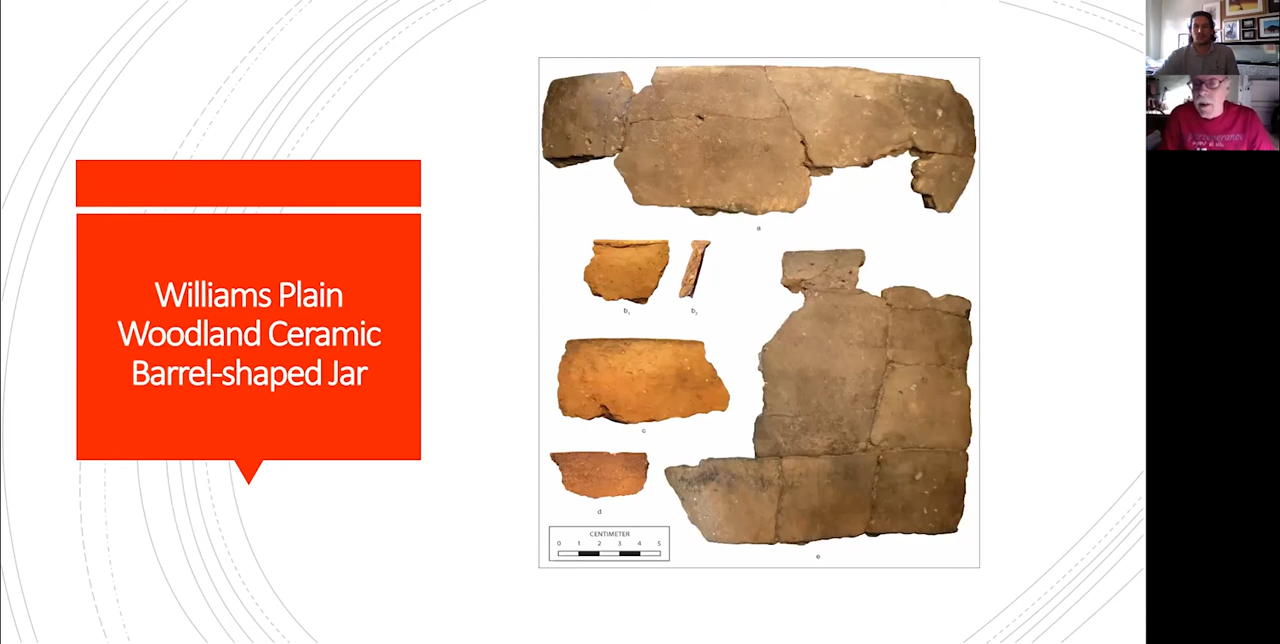 Williams Plain
Woodland Ceramic
Barrel-shaped Jar
a
b₁
b₂
c
d
CENTIMETER
0 1 2 3 4 5
e